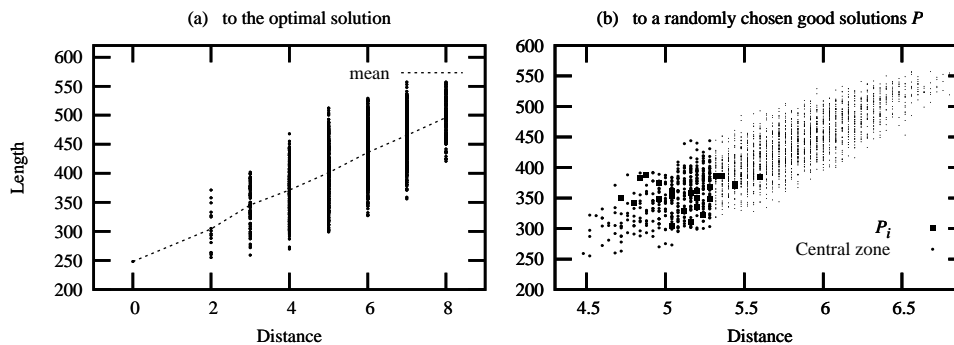 (a) to the optimal solution
600
550
500
450
400
350
300
250
200
Length
mean
0 2 4 6 8
Distance
(b) to a randomly chosen good solutions P
600
550
500
450
400
350
300
250
200
P_i
Central zone
4.5 5 5.5 6 6.5
Distance